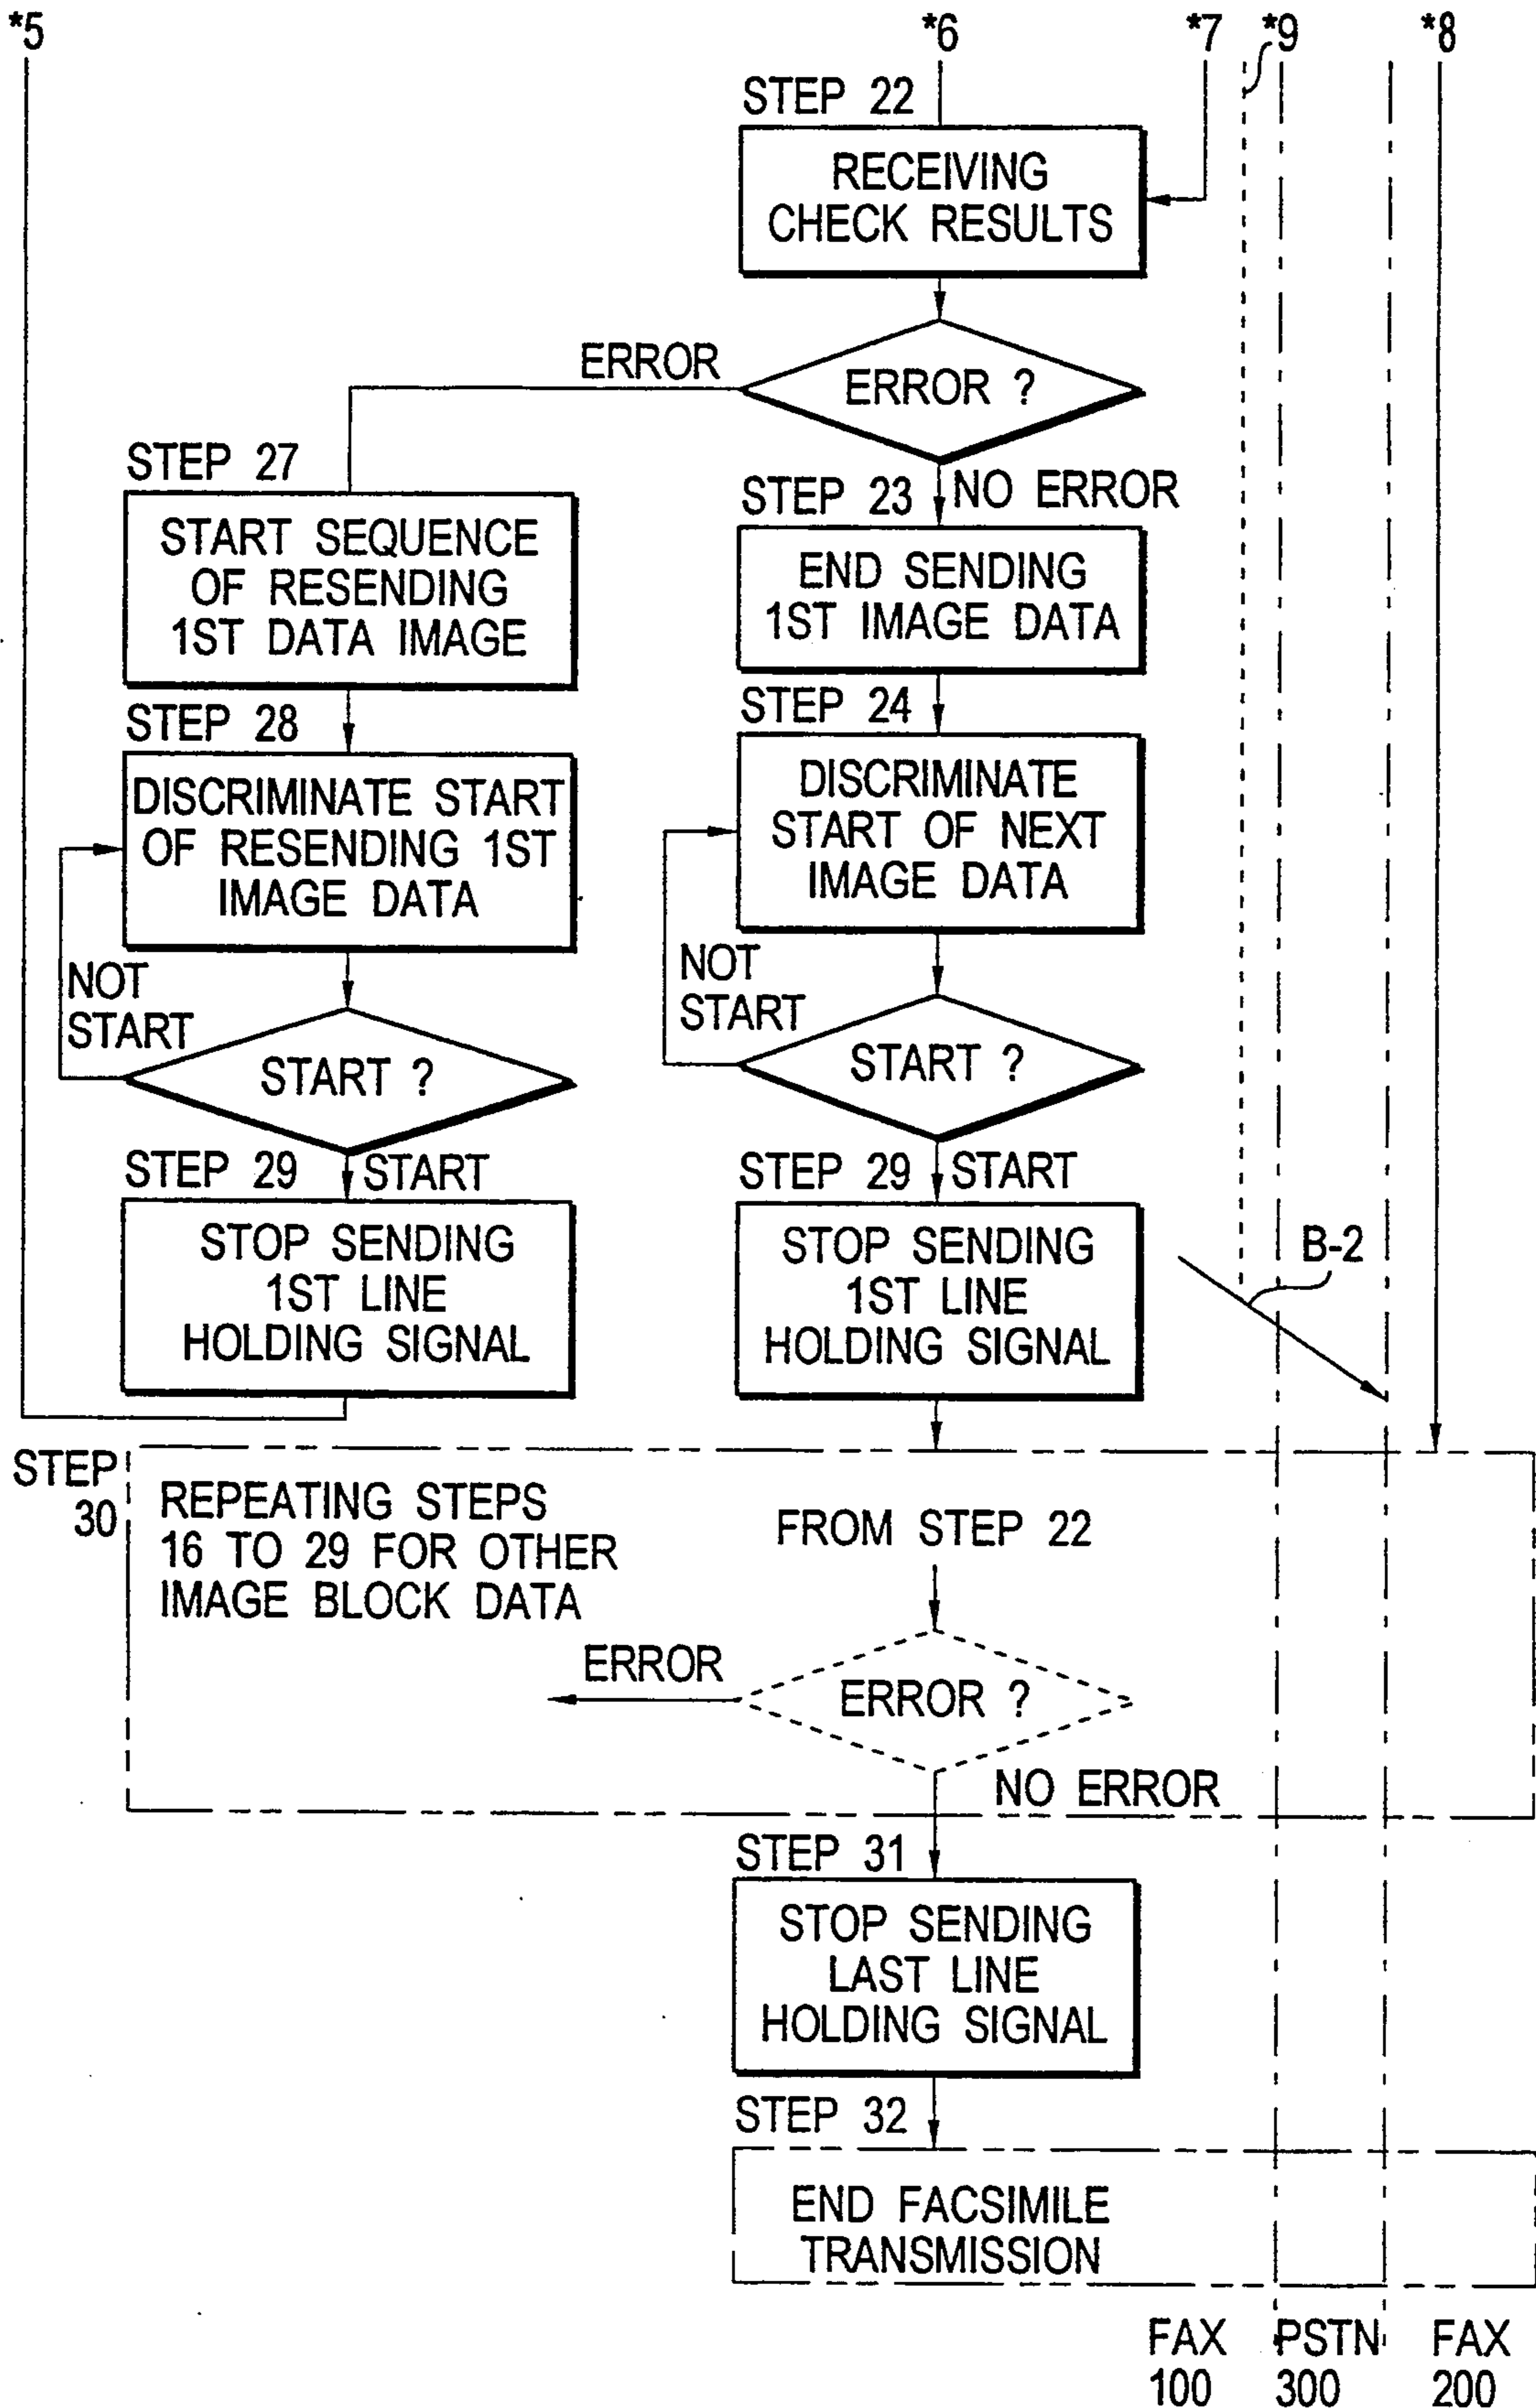 *5
*6
*7
*9
*8
STEP 22
RECEIVING
CHECK RESULTS
ERROR
ERROR ?
STEP 27
START SEQUENCE
OF RESENDING
1ST DATA IMAGE
STEP 23
NO ERROR
END SENDING
1ST IMAGE DATA
STEP 28
DISCRIMINATE START
OF RESENDING 1ST
IMAGE DATA
STEP 24
DISCRIMINATE
START OF NEXT
IMAGE DATA
NOT
START
START ?
NOT
START
START ?
STEP 29
START
STOP SENDING
1ST LINE
HOLDING SIGNAL
STEP 29
START
STOP SENDING
1ST LINE
HOLDING SIGNAL
B-2
STEP
30
REPEATING STEPS
16 TO 29 FOR OTHER
IMAGE BLOCK DATA
FROM STEP 22
ERROR
ERROR ?
NO ERROR
STEP 31
STOP SENDING
LAST LINE
HOLDING SIGNAL
STEP 32
END FACSIMILE
TRANSMISSION
FAX
100
PSTN
300
FAX
200